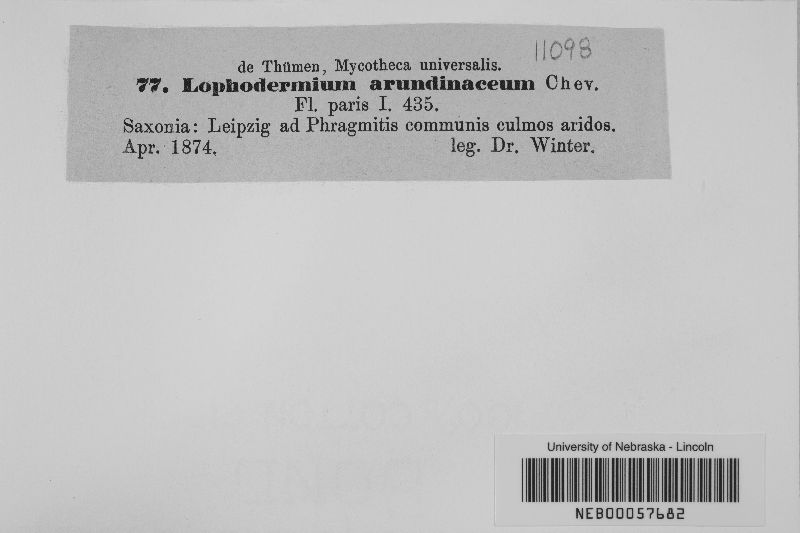 11098
de Thümen, Mycotheca universalis.
77. Lophodermium arundinaceum Chev.
Fl. paris I. 435.
Saxonia: Leipzig ad Phragmitis communis culmos aridos.
Apr. 1874. leg. Dr. Winter.
University of Nebraska - Lincoln
NEB00057682